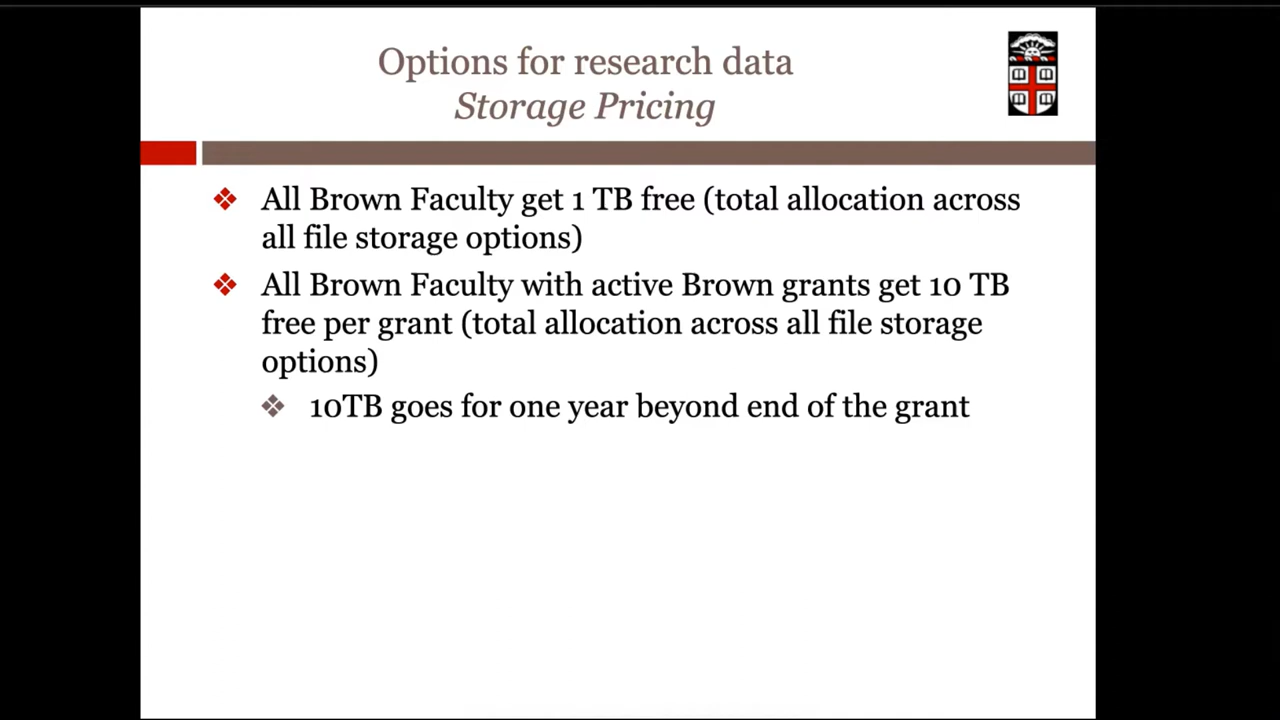 Options for research data
Storage Pricing
All Brown Faculty get 1 TB free (total allocation across
all file storage options)
All Brown Faculty with active Brown grants get 10 TB
free per grant (total allocation across all file storage
options)
10TB goes for one year beyond end of the grant